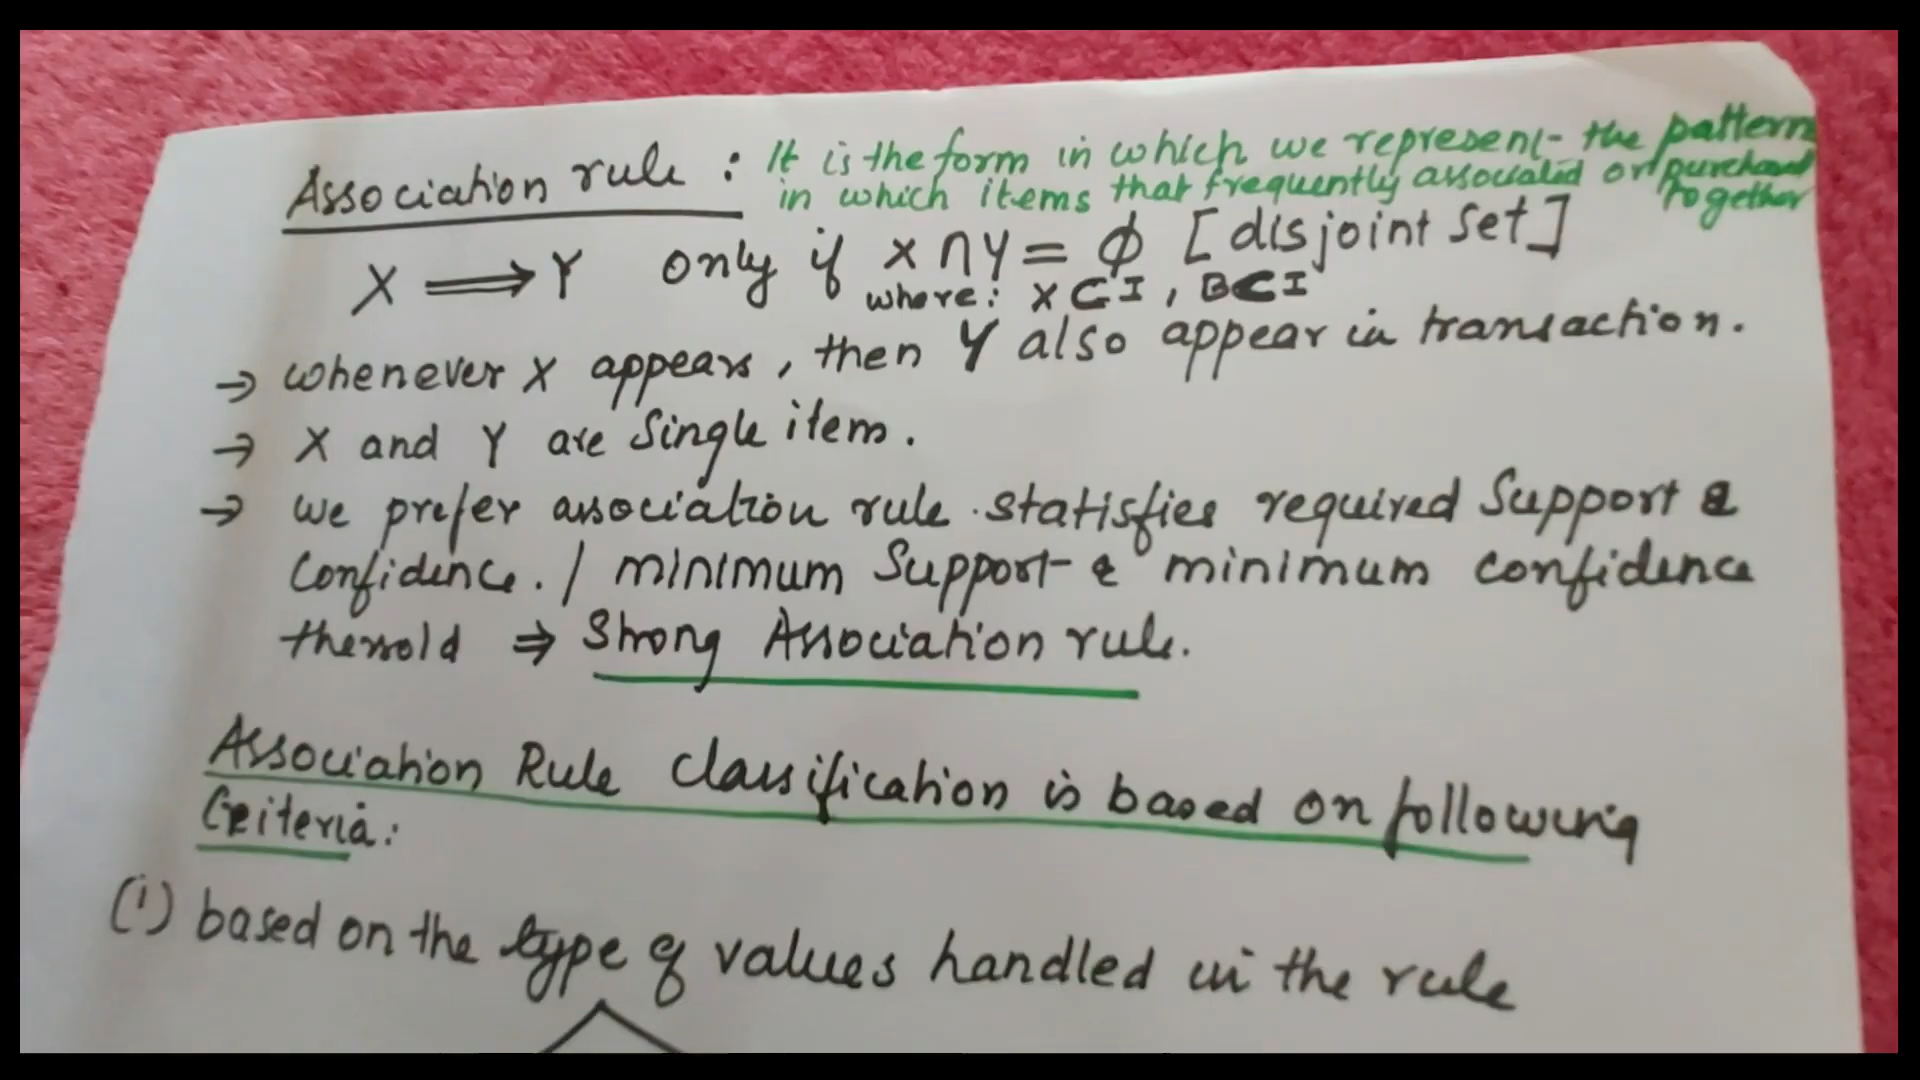 Association rule : It is the form in which we represent the pattern
in which items that frequently associated or purchased
together
X ⟹ Y only if X ∩ Y = ϕ [disjoint set]
where: X ⊂ I, B ⊂ I
→ whenever X appears, then Y also appear in transaction.
→ X and Y are Single item.
→ we prefer association rule statisfies required Support &
Confidence. / minimum Support & minimum confidence
⇒ Strong Association rule.
Association Rule classification is based on following
Criteria:
(1) based on the type of values handled in the rule